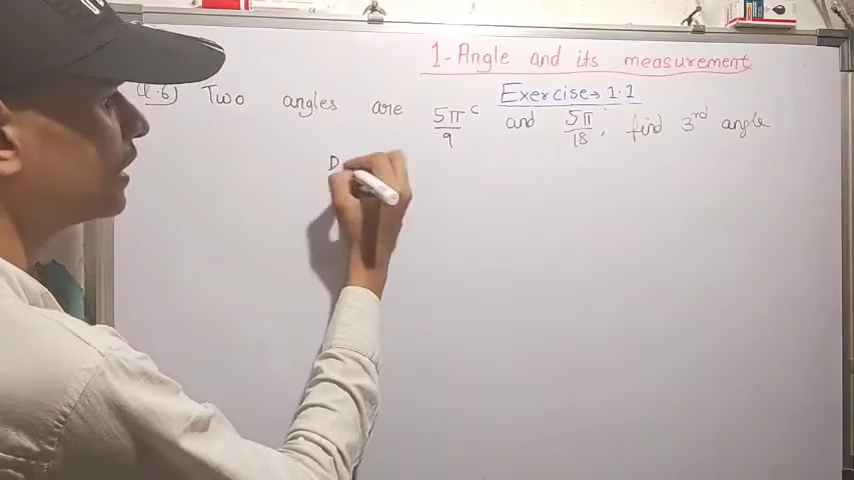 1-Angle and its measurement
Exercise→ 1.1
Q.6) Two angles are 5π/9 ᶜ and 5π/18, find 3rd angle
D